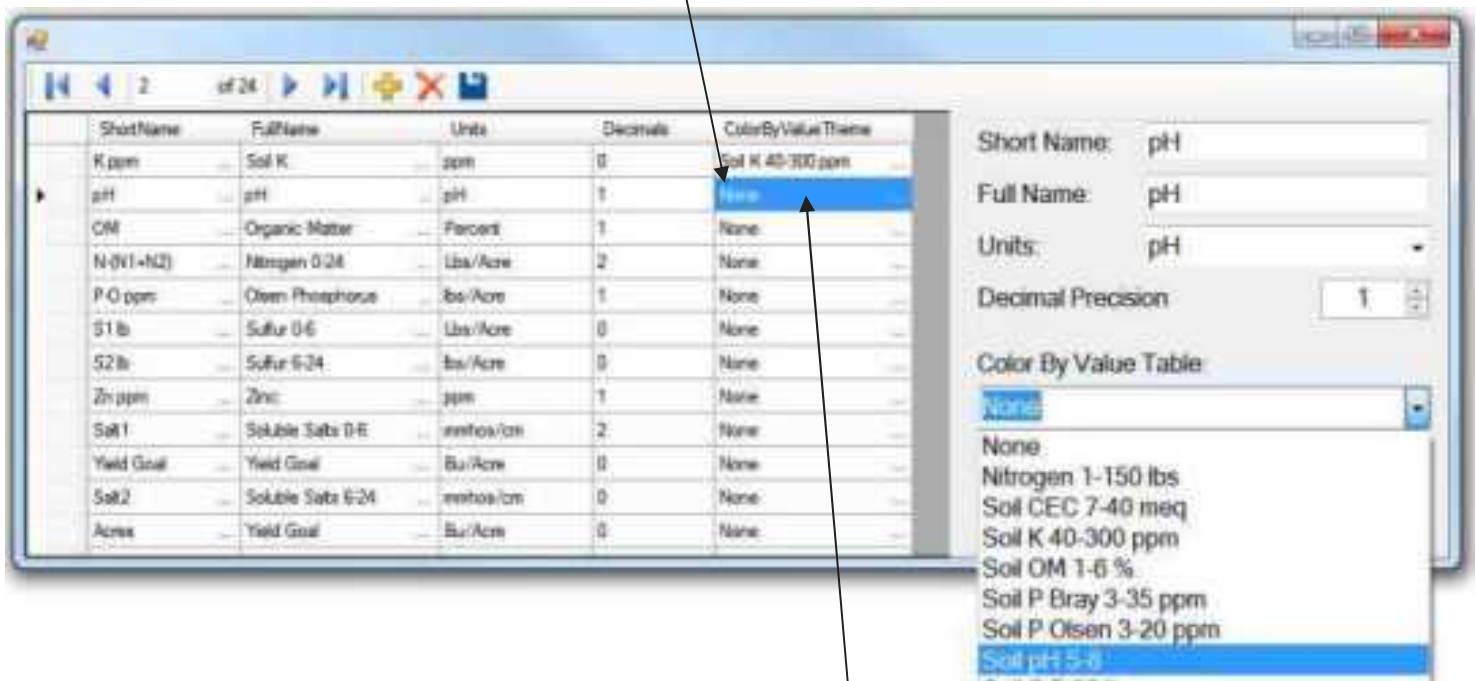 2 of 24
ShortName FullName Units Decimals ColorByValueTheme
K ppm ... Soil K ... ppm 0 Soil K 40-300 ppm ...
pH ... pH ... pH 1 None ...
OM ... Organic Matter ... Percent 1 None ...
N-(N1+N2) ... Nitrogen 0-24 ... Lbs/Acre 2 None ...
P-O ppm ... Olsen Phosphorus ... lbs/Acre 1 None ...
S1 lb ... Sulfur 0-6 ... Lbs/Acre 0 None ...
S2 lb ... Sulfur 6-24 ... lbs/Acre 0 None ...
Zn ppm ... Zinc ... ppm 1 None ...
Salt1 ... Soluble Salts 0-6 ... mmhos/cm 2 None ...
Yield Goal ... Yield Goal ... Bu/Acre 0 None ...
Salt2 ... Soluble Salts 6-24 ... mmhos/cm 0 None ...
Acres ... Yield Goal ... Bu/Acre 0 None ...
Short Name: pH
Full Name: pH
Units: pH
Decimal Precision 1
Color By Value Table:
None
None
Nitrogen 1-150 lbs
Soil CEC 7-40 meq
Soil K 40-300 ppm
Soil OM 1-6 %
Soil P Bray 3-35 ppm
Soil P Olsen 3-20 ppm
Soil pH 5-8